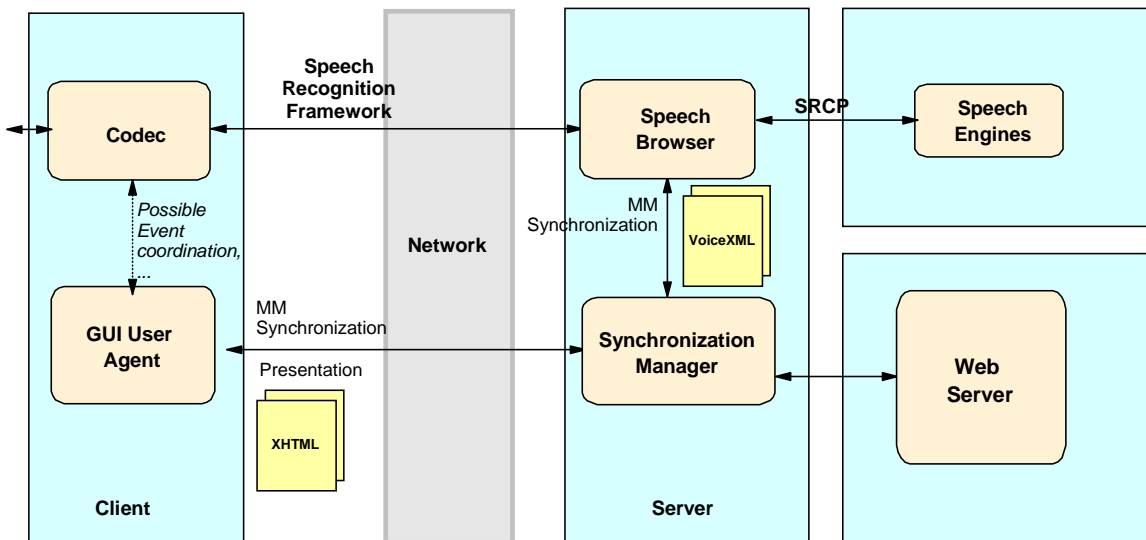 Speech
Recognition
Framework
Codec
Speech
Browser
SRCP
Speech
Engines
Possible
Event
coordination,
...
MM
Synchronization
VoiceXML
Network
GUI User
Agent
MM
Synchronization
Presentation
XHTML
Synchronization
Manager
Web
Server
Client
Server